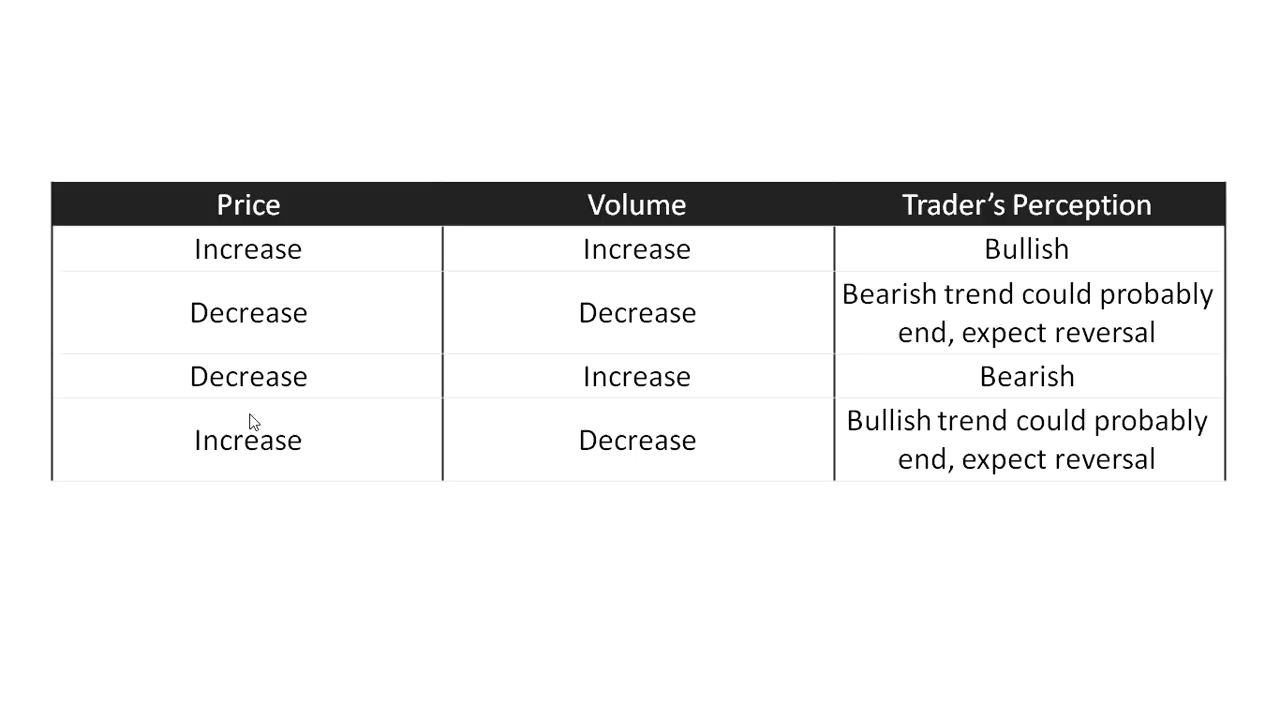 Price Volume Trader's Perception
Increase Increase Bullish
Decrease Decrease Bearish trend could probably
end, expect reversal
Decrease Increase Bearish
Increase Decrease Bullish trend could probably
end, expect reversal